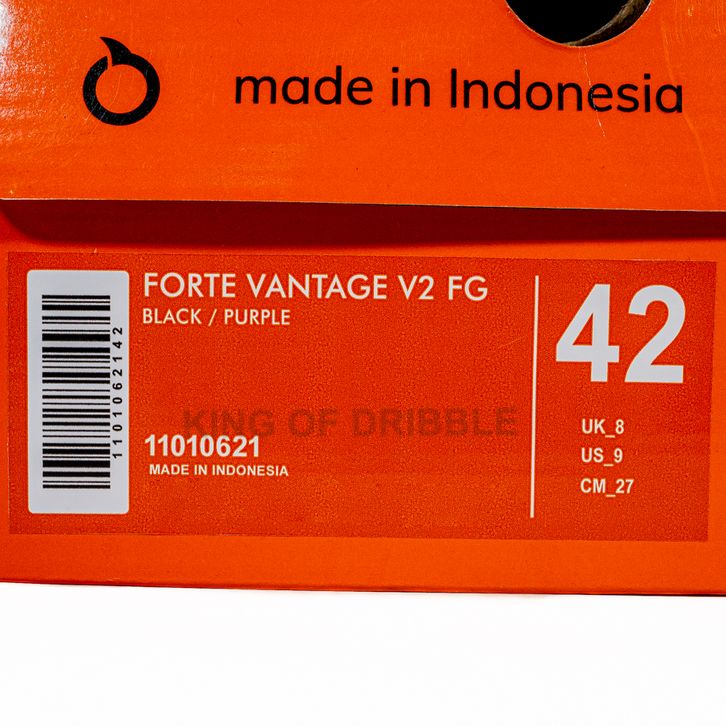 made in Indonesia
FORTE VANTAGE V2 FG
BLACK / PURPLE
42
1101062142
KING OF DRIBBLE
11010621
MADE IN INDONESIA
UK_8
US_9
CM_27